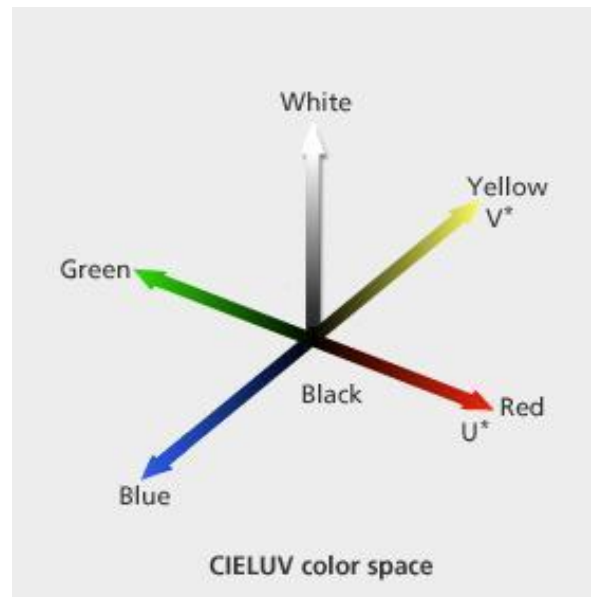 White
Yellow
V*
Green
Black
Red
U*
Blue
CIELUV color space